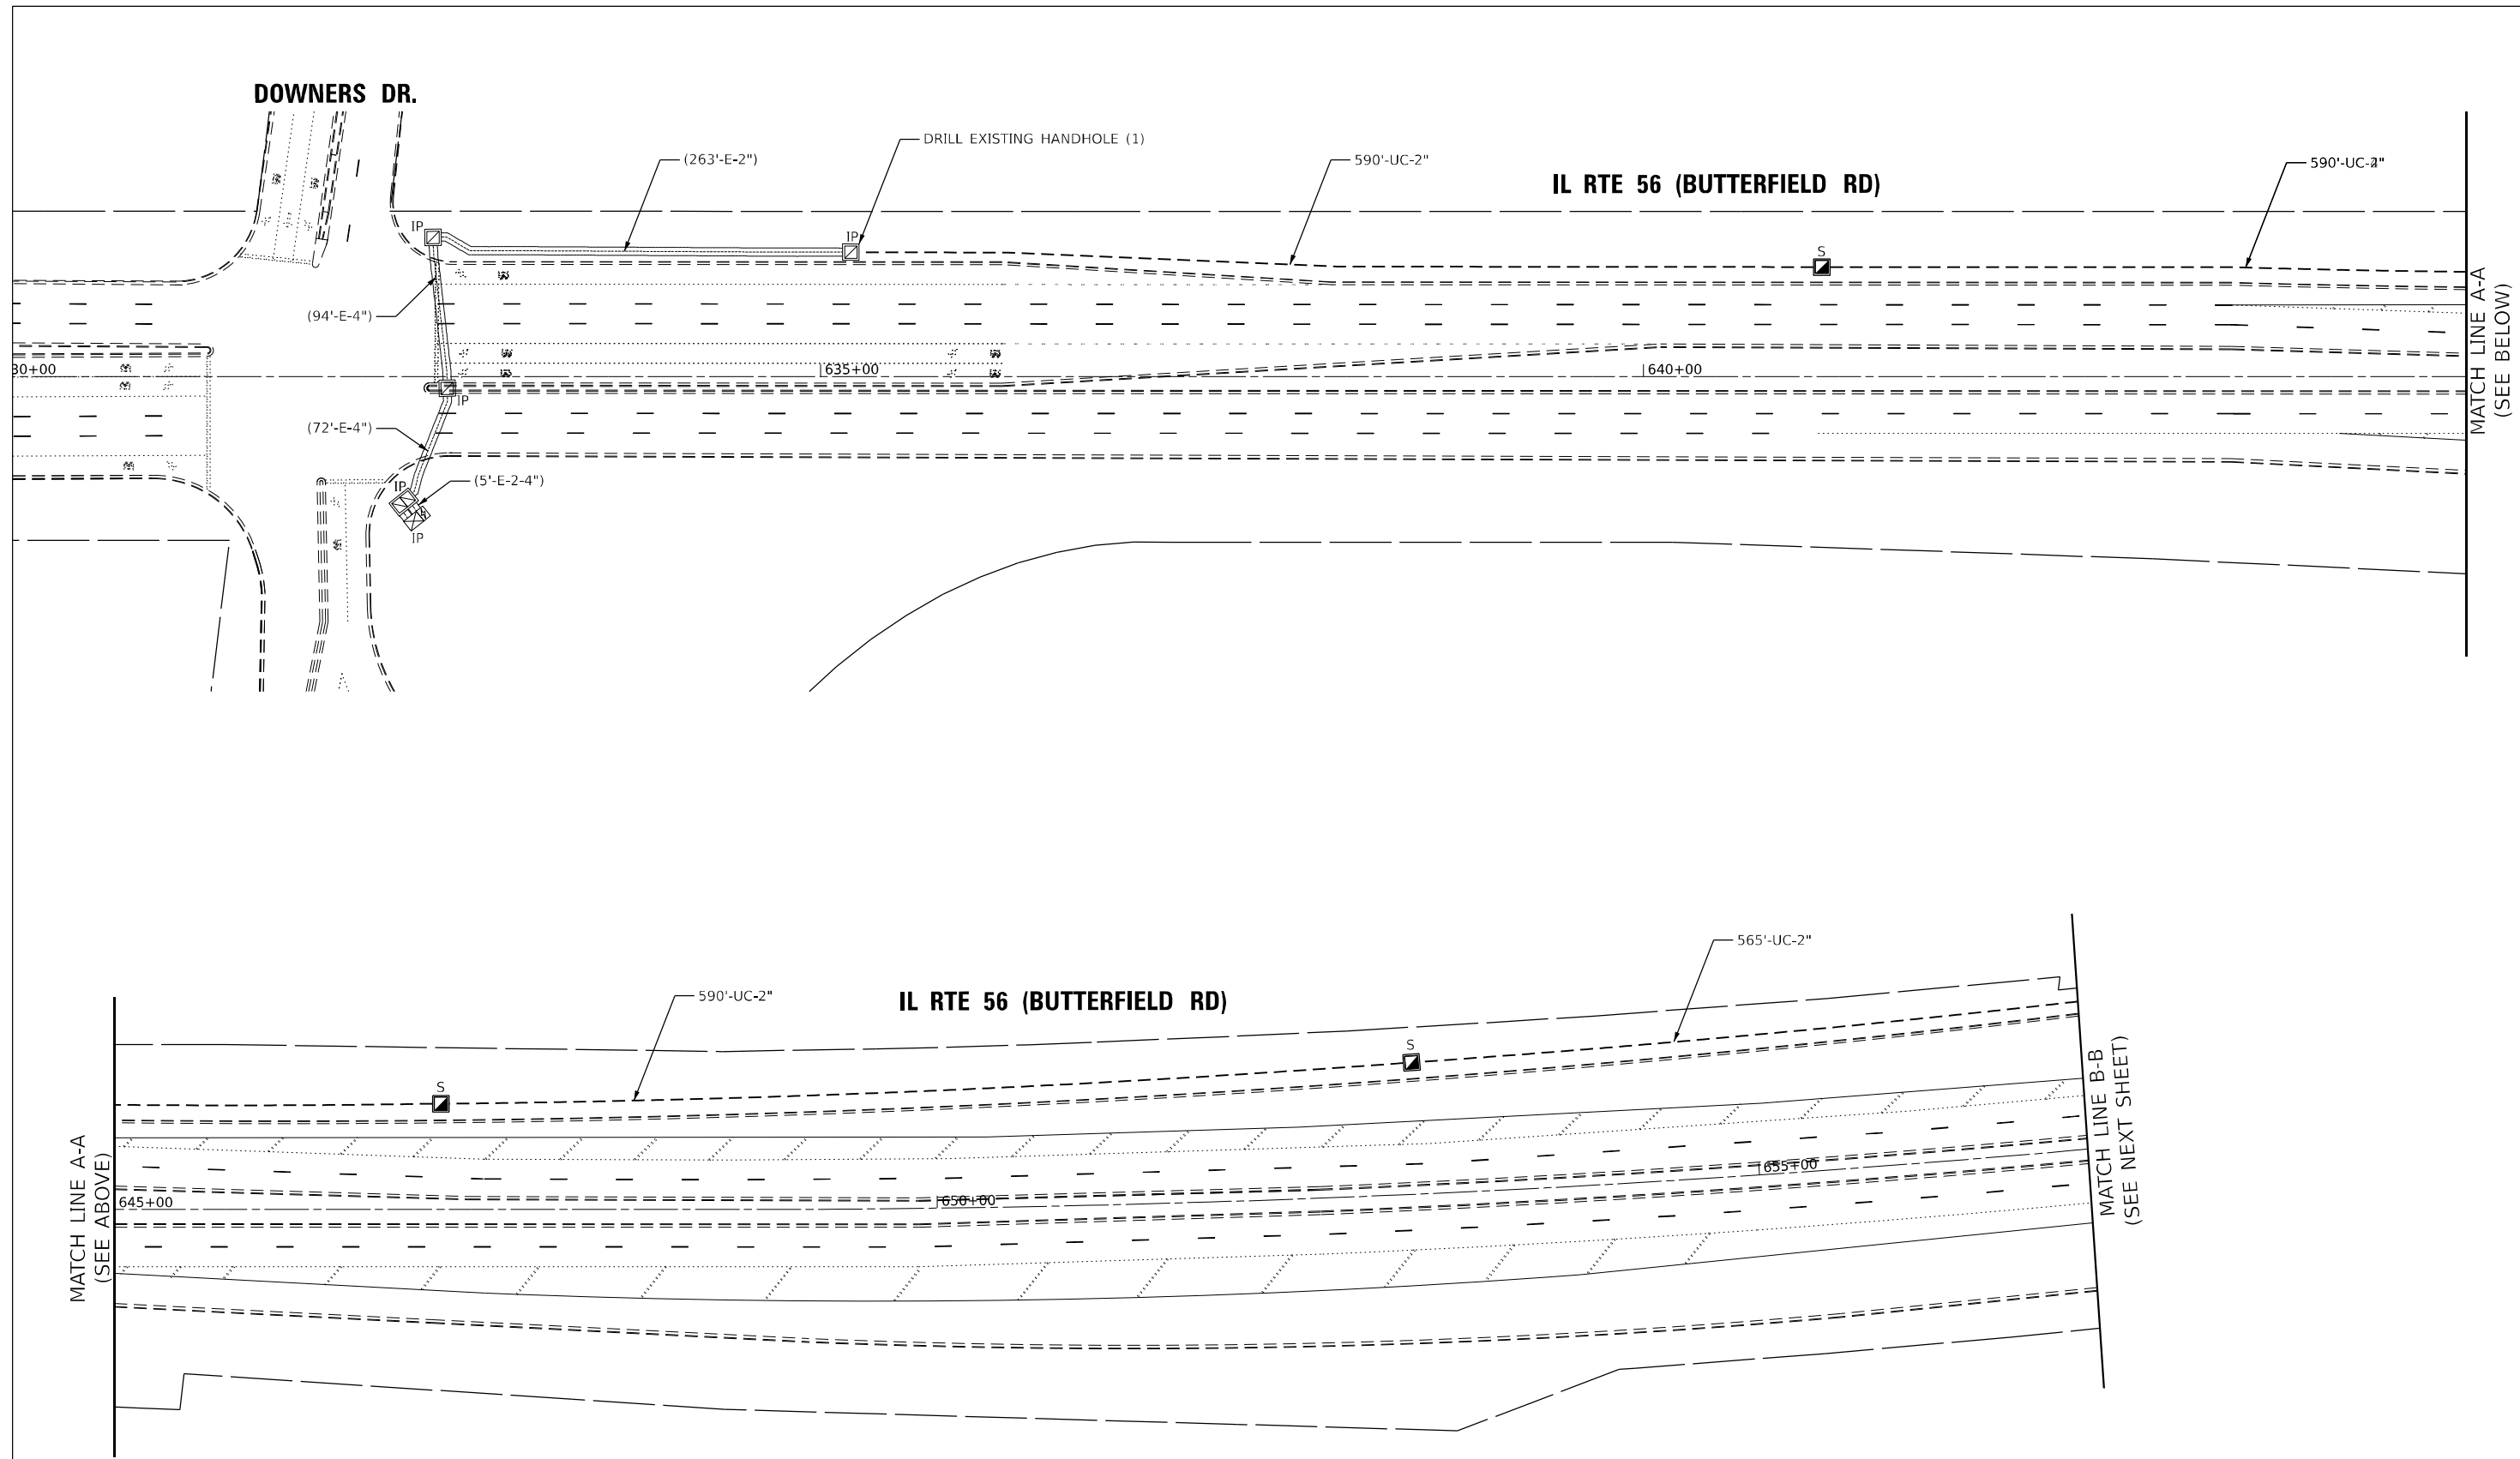 DOWNERS DR.
DRILL EXISTING HANDHOLE (1)
(263'-E-2")
590'-UC-2"
IL RTE 56 (BUTTERFIELD RD)
IP
IP
S
(94'-E-4")
30+00
635+00
640+00
IP
(72'-E-4")
(5'-E-2-4")
IP
H
IP
MATCH LINE A-A
(SEE BELOW)
565'-UC-2"
590'-UC-2"
IL RTE 56 (BUTTERFIELD RD)
S
S
645+00
650+00
655+00
MATCH LINE A-A
(SEE ABOVE)
MATCH LINE B-B
(SEE NEXT SHEET)